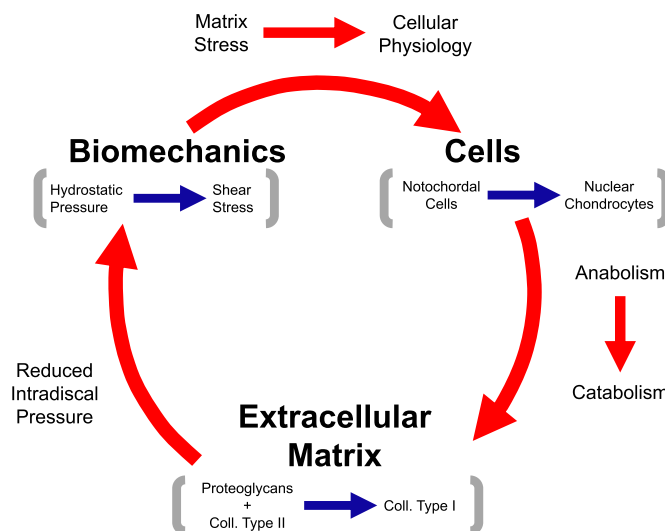 Matrix
Stress
Cellular
Physiology
Biomechanics
Hydrostatic
Pressure
Shear
Stress
Cells
Notochordal
Cells
Nuclear
Chondrocytes
Anabolism
Catabolism
Reduced
Intradiscal
Pressure
Extracellular
Matrix
Proteoglycans
+
Coll. Type II
Coll. Type I